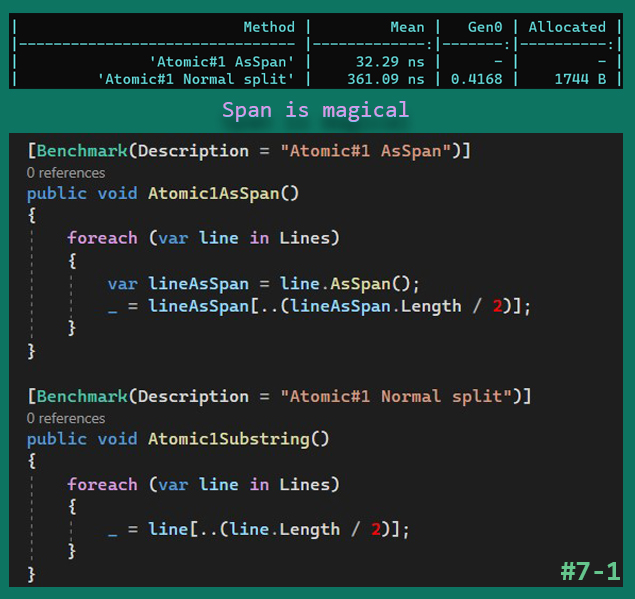 |                          Method |         Mean |   Gen0 | Allocated |
|-------------------------------- |-------------:|-------:|----------:|
|               'Atomic#1 AsSpan' |     32.29 ns |      - |         - |
|         'Atomic#1 Normal split' |    361.09 ns | 0.4168 |    1744 B |
Span is magical
[Benchmark(Description = "Atomic#1 AsSpan")]
0 references
public void Atomic1AsSpan()
{
    foreach (var line in Lines)
    {
        var lineAsSpan = line.AsSpan();
        _ = lineAsSpan[..(lineAsSpan.Length / 2)];
    }
}
[Benchmark(Description = "Atomic#1 Normal split")]
0 references
public void Atomic1Substring()
{
    foreach (var line in Lines)
    {
        _ = line[..(line.Length / 2)];
    }
}
#7-1